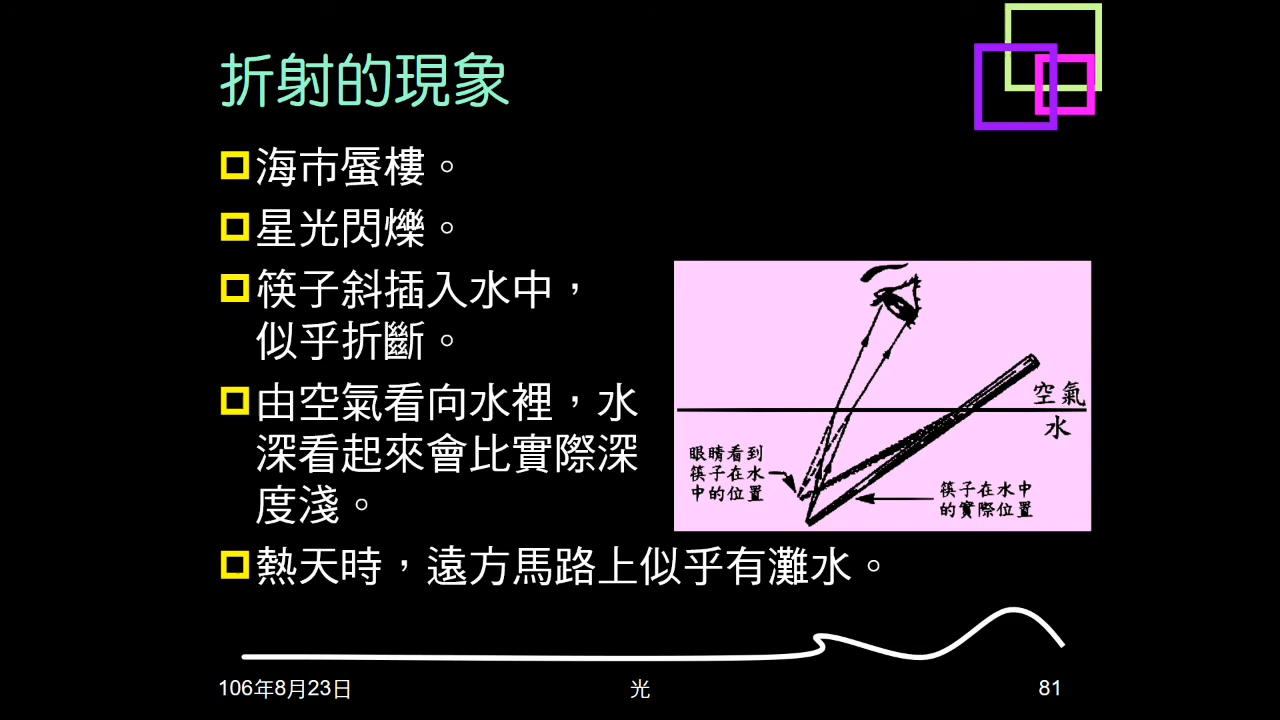 折射的現象
海市蜃樓。
星光閃爍。
筷子斜插入水中，
似乎折斷。
由空氣看向水裡，水
深看起來會比實際深
度淺。
熱天時，遠方馬路上似乎有灘水。
空氣
水
眼睛看到
筷子在水
中的位置
筷子在水中
的實際位置
106年8月23日
光
81